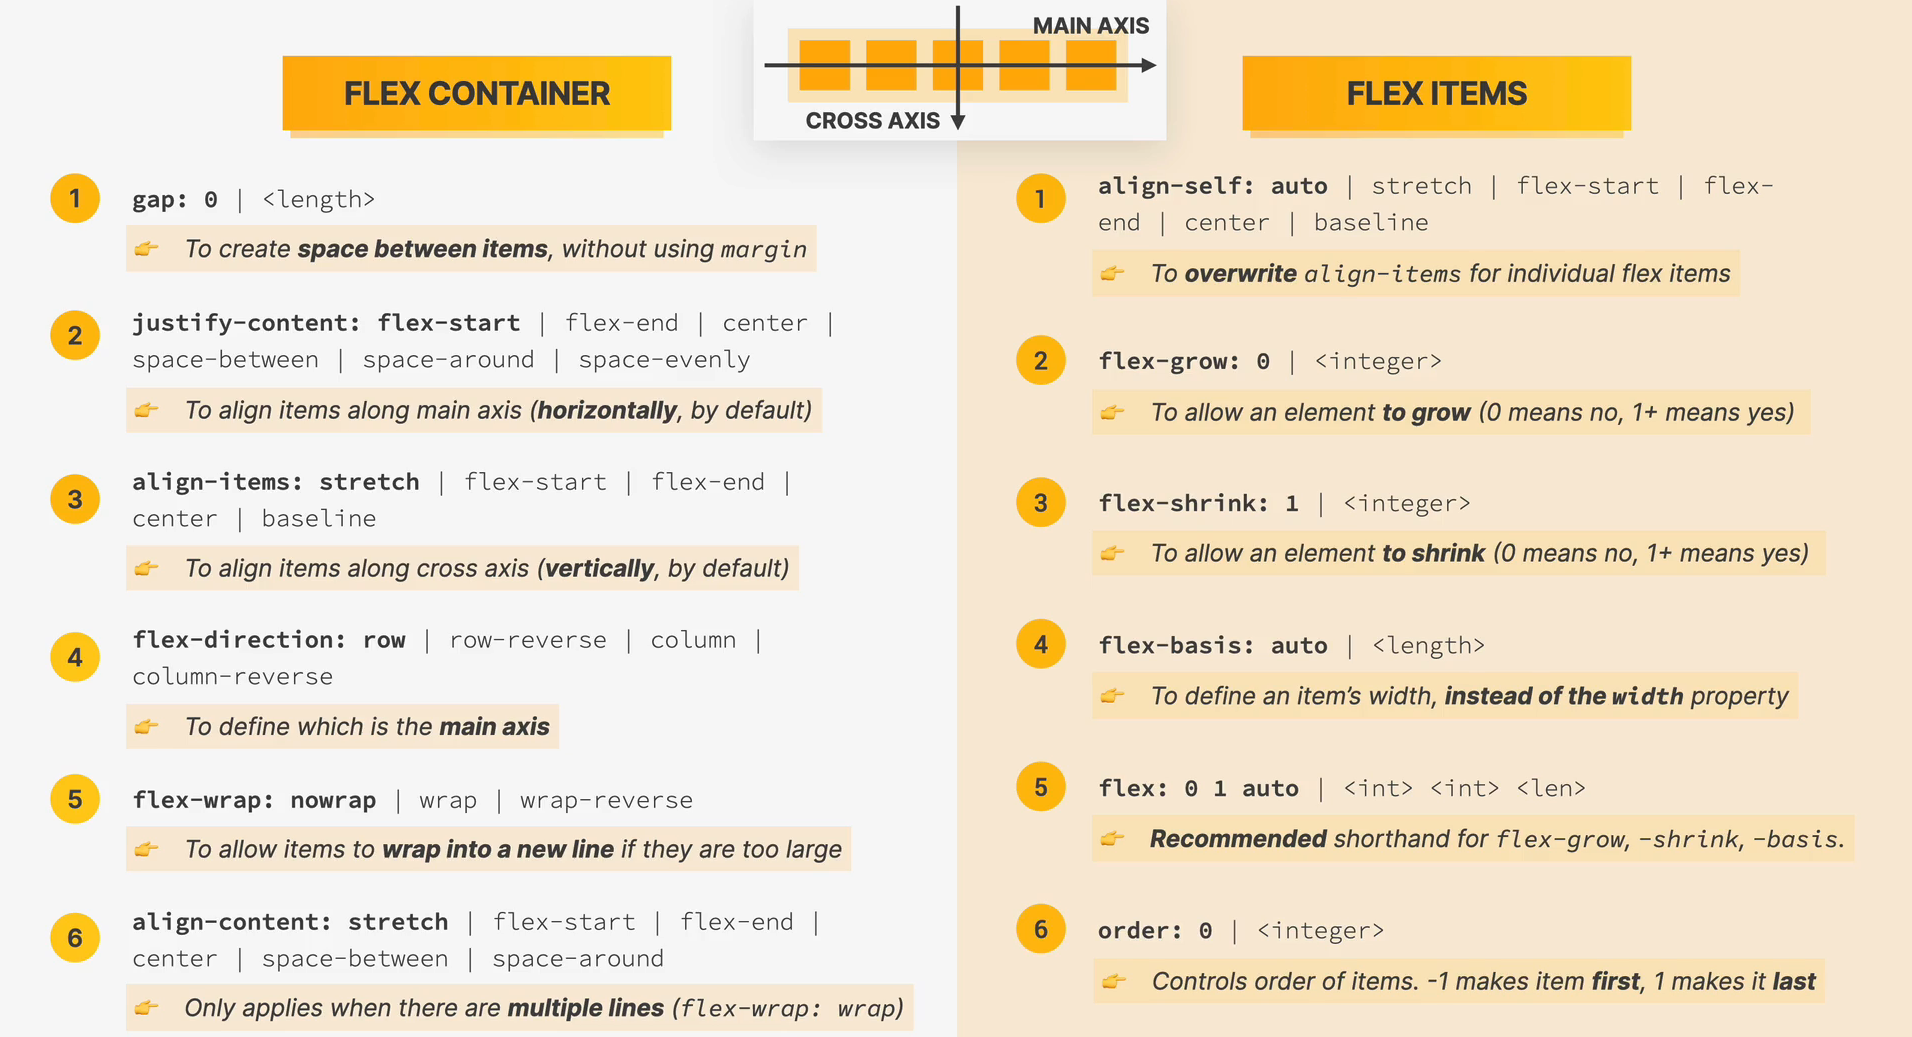 MAIN AXIS
CROSS AXIS
FLEX CONTAINER
1
gap: 0 | <length>
👉 To create space between items, without using margin
2
justify-content: flex-start | flex-end | center |
space-between | space-around | space-evenly
👉 To align items along main axis (horizontally, by default)
3
align-items: stretch | flex-start | flex-end |
center | baseline
👉 To align items along cross axis (vertically, by default)
4
flex-direction: row | row-reverse | column |
column-reverse
👉 To define which is the main axis
5
flex-wrap: nowrap | wrap | wrap-reverse
👉 To allow items to wrap into a new line if they are too large
6
align-content: stretch | flex-start | flex-end |
center | space-between | space-around
👉 Only applies when there are multiple lines (flex-wrap: wrap)
FLEX ITEMS
1
align-self: auto | stretch | flex-start | flex-
end | center | baseline
👉 To overwrite align-items for individual flex items
2
flex-grow: 0 | <integer>
👉 To allow an element to grow (0 means no, 1+ means yes)
3
flex-shrink: 1 | <integer>
👉 To allow an element to shrink (0 means no, 1+ means yes)
4
flex-basis: auto | <length>
👉 To define an item’s width, instead of the width property
5
flex: 0 1 auto | <int> <int> <len>
👉 Recommended shorthand for flex-grow, -shrink, -basis.
6
order: 0 | <integer>
👉 Controls order of items. -1 makes item first, 1 makes it last